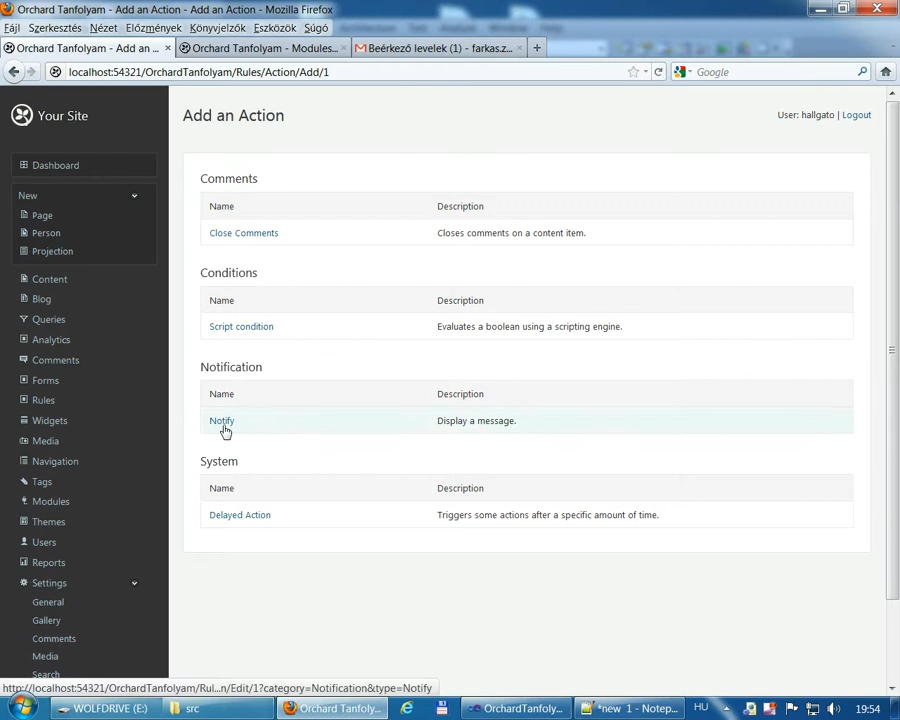 Orchard Tanfolyam - Add an Action - Add an Action - Mozilla Firefox
Fájl Szerkesztés Nézet Előzmények Könyvjelzők Eszközök Súgó
Orchard Tanfolyam - Add an ... × Orchard Tanfolyam - Modules... × Beérkező levelek (1) - farkas.z... × +
localhost:54321/OrchardTanfolyam/Rules/Action/Add/1 Google
Your Site
Add an Action
User: hallgato | Logout
Dashboard
New
Page
Person
Projection
Content
Blog
Queries
Analytics
Comments
Forms
Rules
Widgets
Media
Navigation
Tags
Modules
Themes
Users
Reports
Settings
General
Gallery
Comments
Media
Search
Comments
Name Description
Close Comments Closes comments on a content item.
Conditions
Name Description
Script condition Evaluates a boolean using a scripting engine.
Notification
Name Description
Notify Display a message.
System
Name Description
Delayed Action Triggers some actions after a specific amount of time.
http://localhost:54321/OrchardTanfolyam/Rul...n/Edit/1?category=Notification&type=Notify
WOLFDRIVE (E:) src Orchard Tanfoly... OrchardTanfoly... *new 1 - Notep... HU 19:54